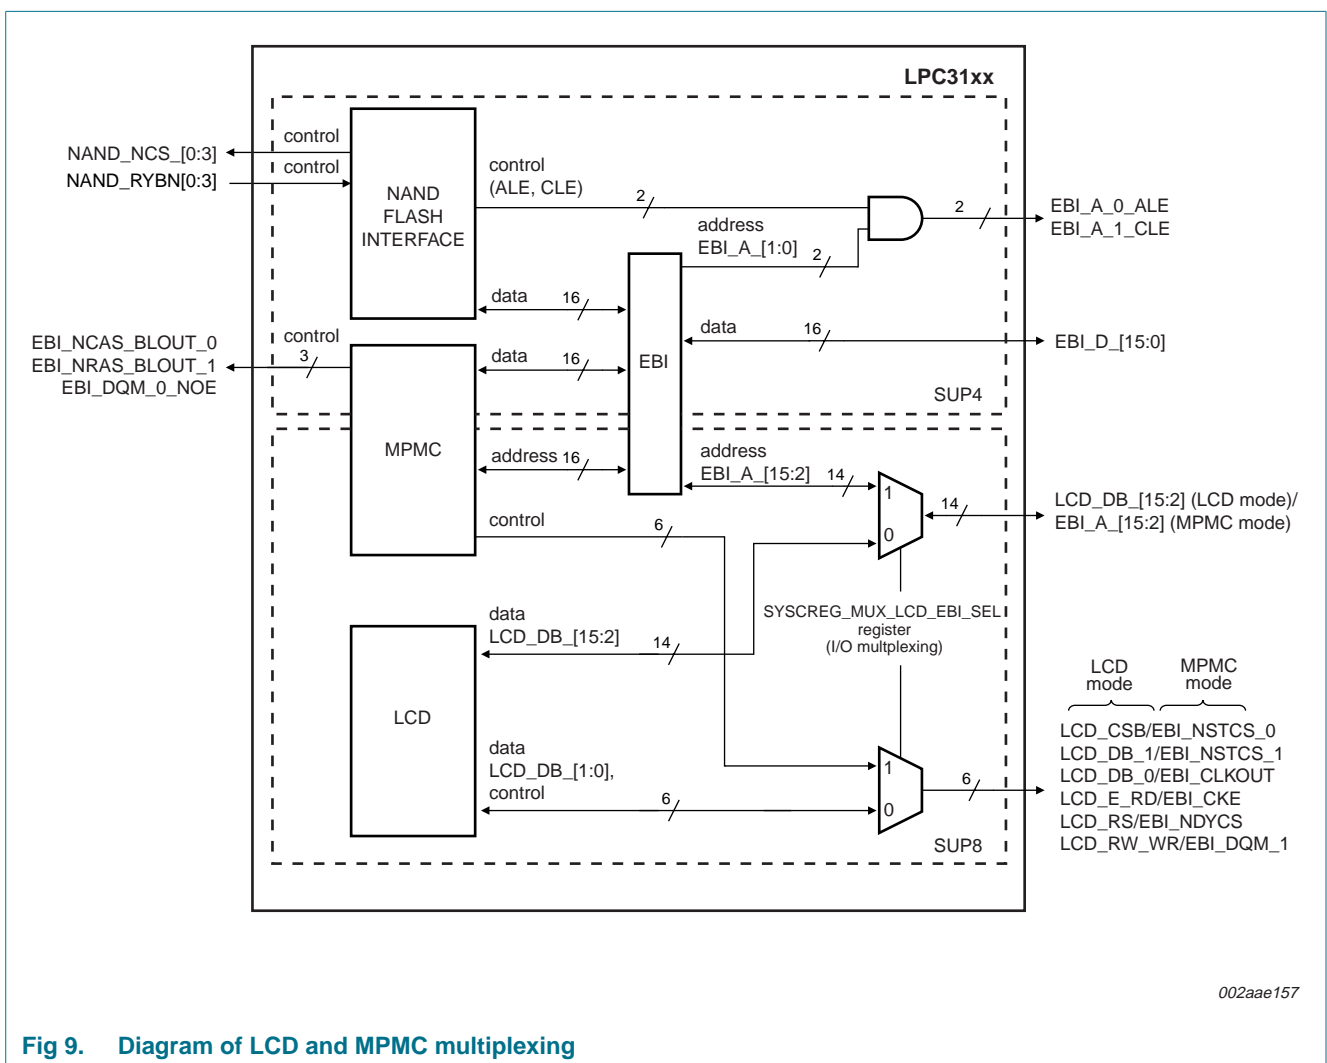 LPC31xx
NAND_NCS_[0:3]
control
NAND_RYBN[0:3]
control
NAND
FLASH
INTERFACE
control
(ALE, CLE)
2
address
EBI_A_[1:0]
2
2
EBI_A_0_ALE
EBI_A_1_CLE
data 16
EBI_NCAS_BLOUT_0
EBI_NRAS_BLOUT_1
EBI_DQM_0_NOE
control
3
data 16
EBI
data 16
EBI_D_[15:0]
SUP4
MPMC
address 16
address
EBI_A_[15:2] 14
1
0
14
LCD_DB_[15:2] (LCD mode)/
EBI_A_[15:2] (MPMC mode)
control 6
SYSCREG_MUX_LCD_EBI_SEL
register
(I/O multplexing)
data
LCD_DB_[15:2] 14
LCD
data
LCD_DB_[1:0],
control 6
1
0
6
SUP8
LCD
mode
MPMC
mode
LCD_CSB/EBI_NSTCS_0
LCD_DB_1/EBI_NSTCS_1
LCD_DB_0/EBI_CLKOUT
LCD_E_RD/EBI_CKE
LCD_RS/EBI_NDYCS
LCD_RW_WR/EBI_DQM_1
002aae157
Fig 9. Diagram of LCD and MPMC multiplexing